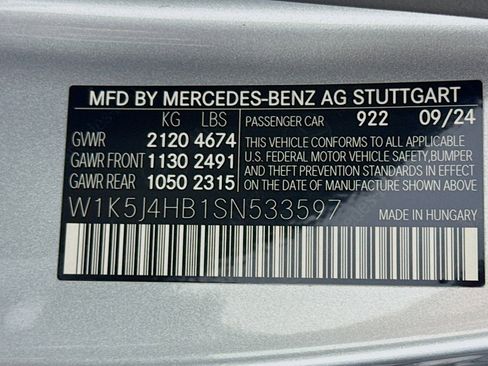 MFD BY MERCEDES-BENZ AG STUTTGART
KG LBS PASSENGER CAR 922 09/24
GVWR 2120 4674 THIS VEHICLE CONFORMS TO ALL APPLICABLE
GAWR FRONT 1130 2491 U.S. FEDERAL MOTOR VEHICLE SAFETY, BUMPER
GAWR REAR 1050 2315 AND THEFT PREVENTION STANDARDS IN EFFECT
ON THE DATE OF MANUFACTURE SHOWN ABOVE.
W1K5J4HB1SN533597 MADE IN HUNGARY